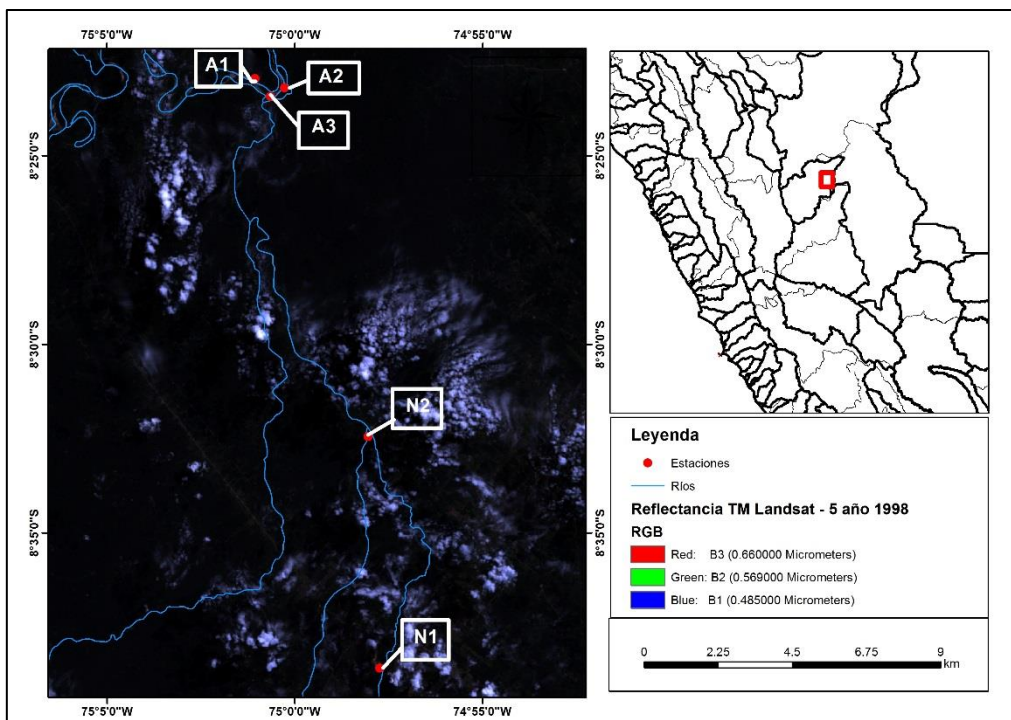 75°5'0"W 75°0'0"W 74°55'0"W
A1
A2
A3
8°25'0"S
8°25'0"S
8°30'0"S
8°30'0"S
N2
8°35'0"S
8°35'0"S
N1
75°5'0"W 75°0'0"W 74°55'0"W
Leyenda
Estaciones
Ríos
Reflectancia TM Landsat - 5 año 1998
RGB
Red: B3 (0.660000 Micrometers)
Green: B2 (0.569000 Micrometers)
Blue: B1 (0.485000 Micrometers)
0 2.25 4.5 6.75 9
km